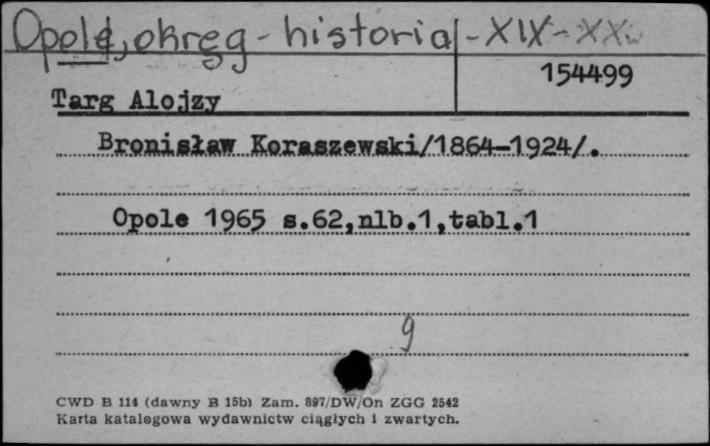 Opole, okręg - historia - XIX - XXw
154499
Targ Alojzy
Bronisław Koraszewski/1864-1924/.
Opole 1965 s.62,nlb.1,tabl.1
9
CWD B 114 (dawny B 15b) Zam. 897/DW/On ZGG 2542
Karta katalogowa wydawnictw ciągłych i zwartych.